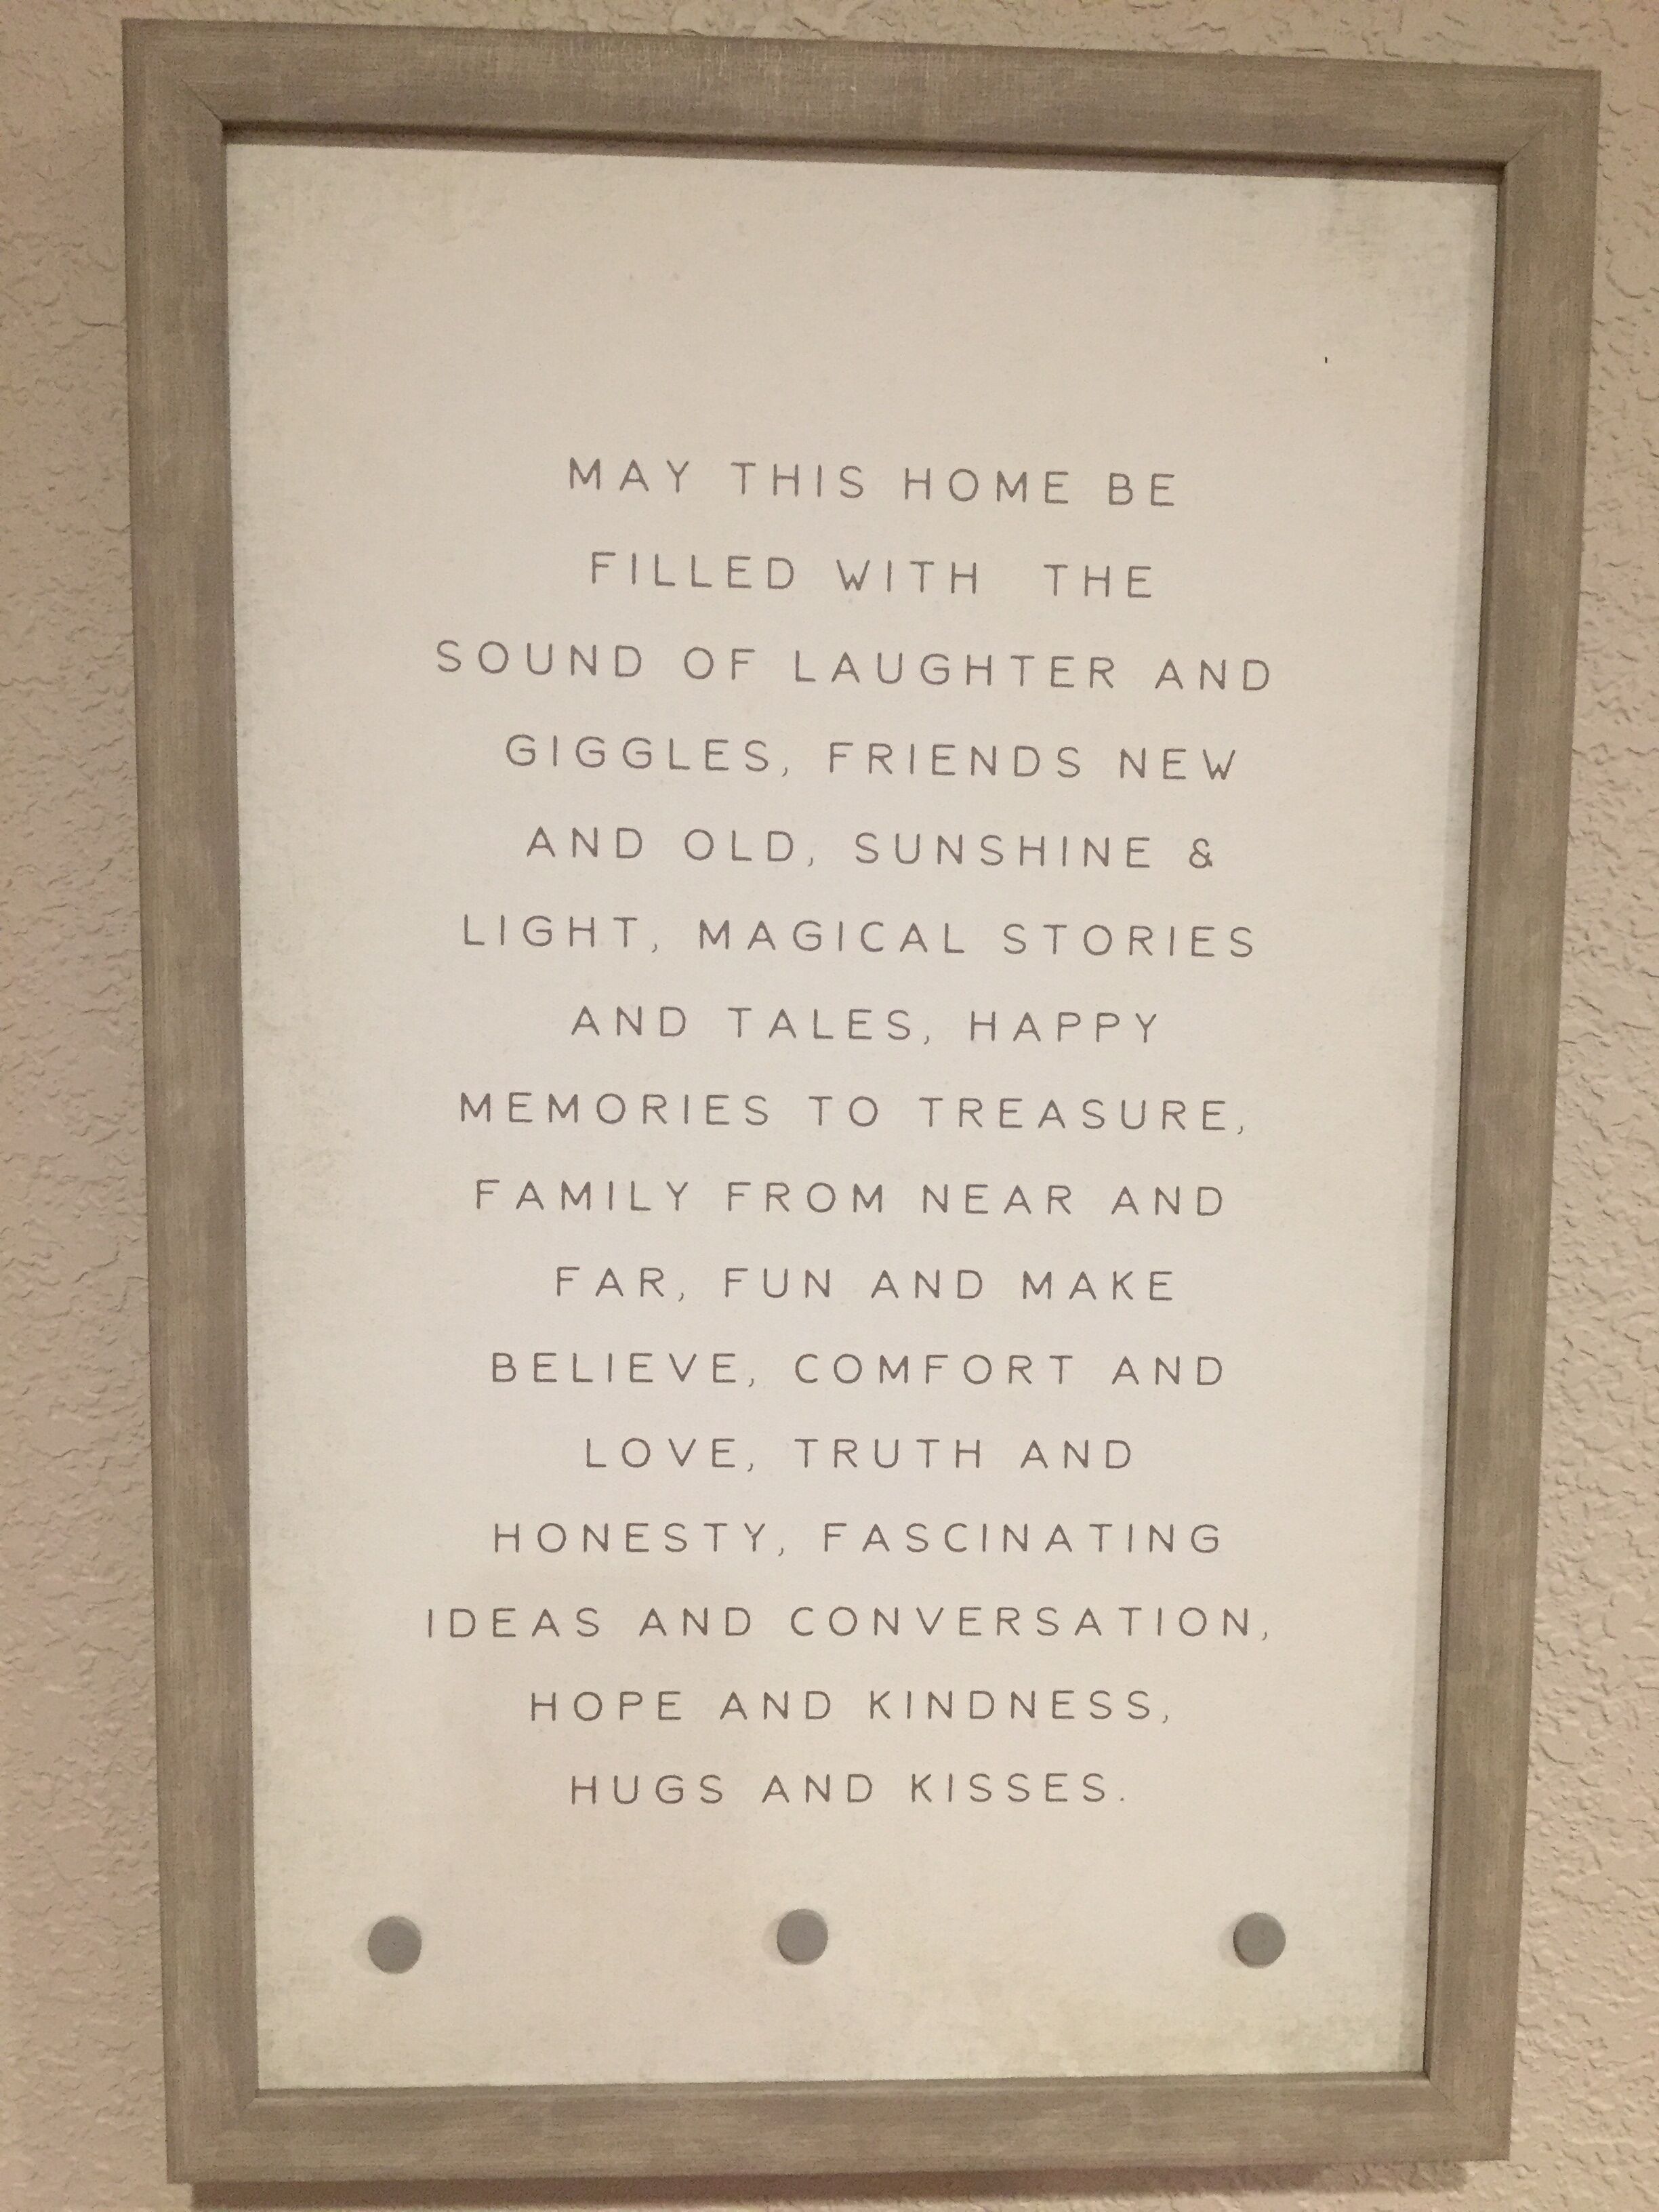 MAY THIS HOME BE
FILLED WITH THE
SOUND OF LAUGHTER AND
GIGGLES, FRIENDS NEW
AND OLD, SUNSHINE &
LIGHT, MAGICAL STORIES
AND TALES, HAPPY
MEMORIES TO TREASURE,
FAMILY FROM NEAR AND
FAR, FUN AND MAKE
BELIEVE, COMFORT AND
LOVE, TRUTH AND
HONESTY, FASCINATING
IDEAS AND CONVERSATION,
HOPE AND KINDNESS,
HUGS AND KISSES.